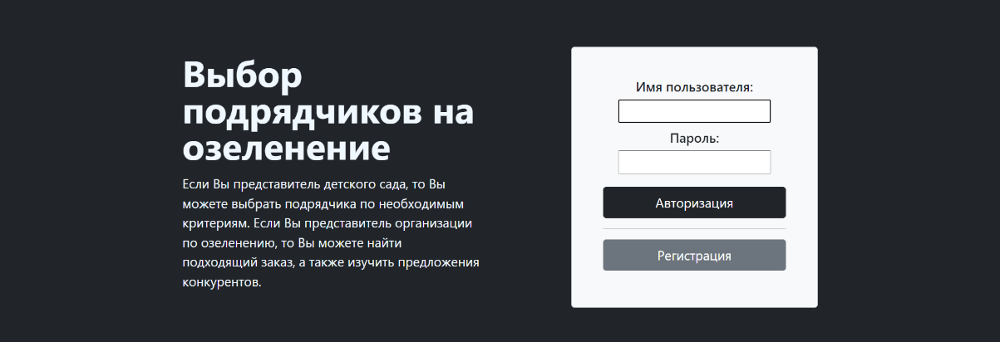 Выбор
подрядчиков на
озеленение
Если Вы представитель детского сада, то Вы
можете выбрать подрядчика по необходимым
критериям. Если Вы представитель организации
по озеленению, то Вы можете найти
подходящий заказ, а также изучить предложения
конкурентов.
Имя пользователя:
Пароль:
Авторизация
Регистрация